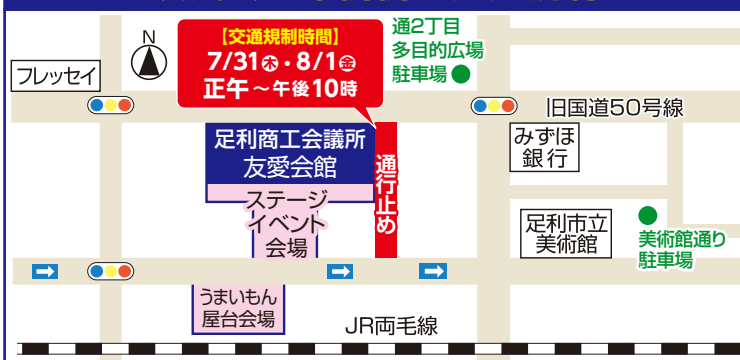 【交通規制時間】
7/31㊍・8/1㊎
正午～午後10時
通2丁目
多目的広場
駐車場
N
フレッセイ
旧国道50号線
足利商工会議所
友愛会館
みずほ
銀行
通行止め
ステージ
イベント
会場
足利市立
美術館
美術館通り
駐車場
うまいもん
屋台会場
JR両毛線